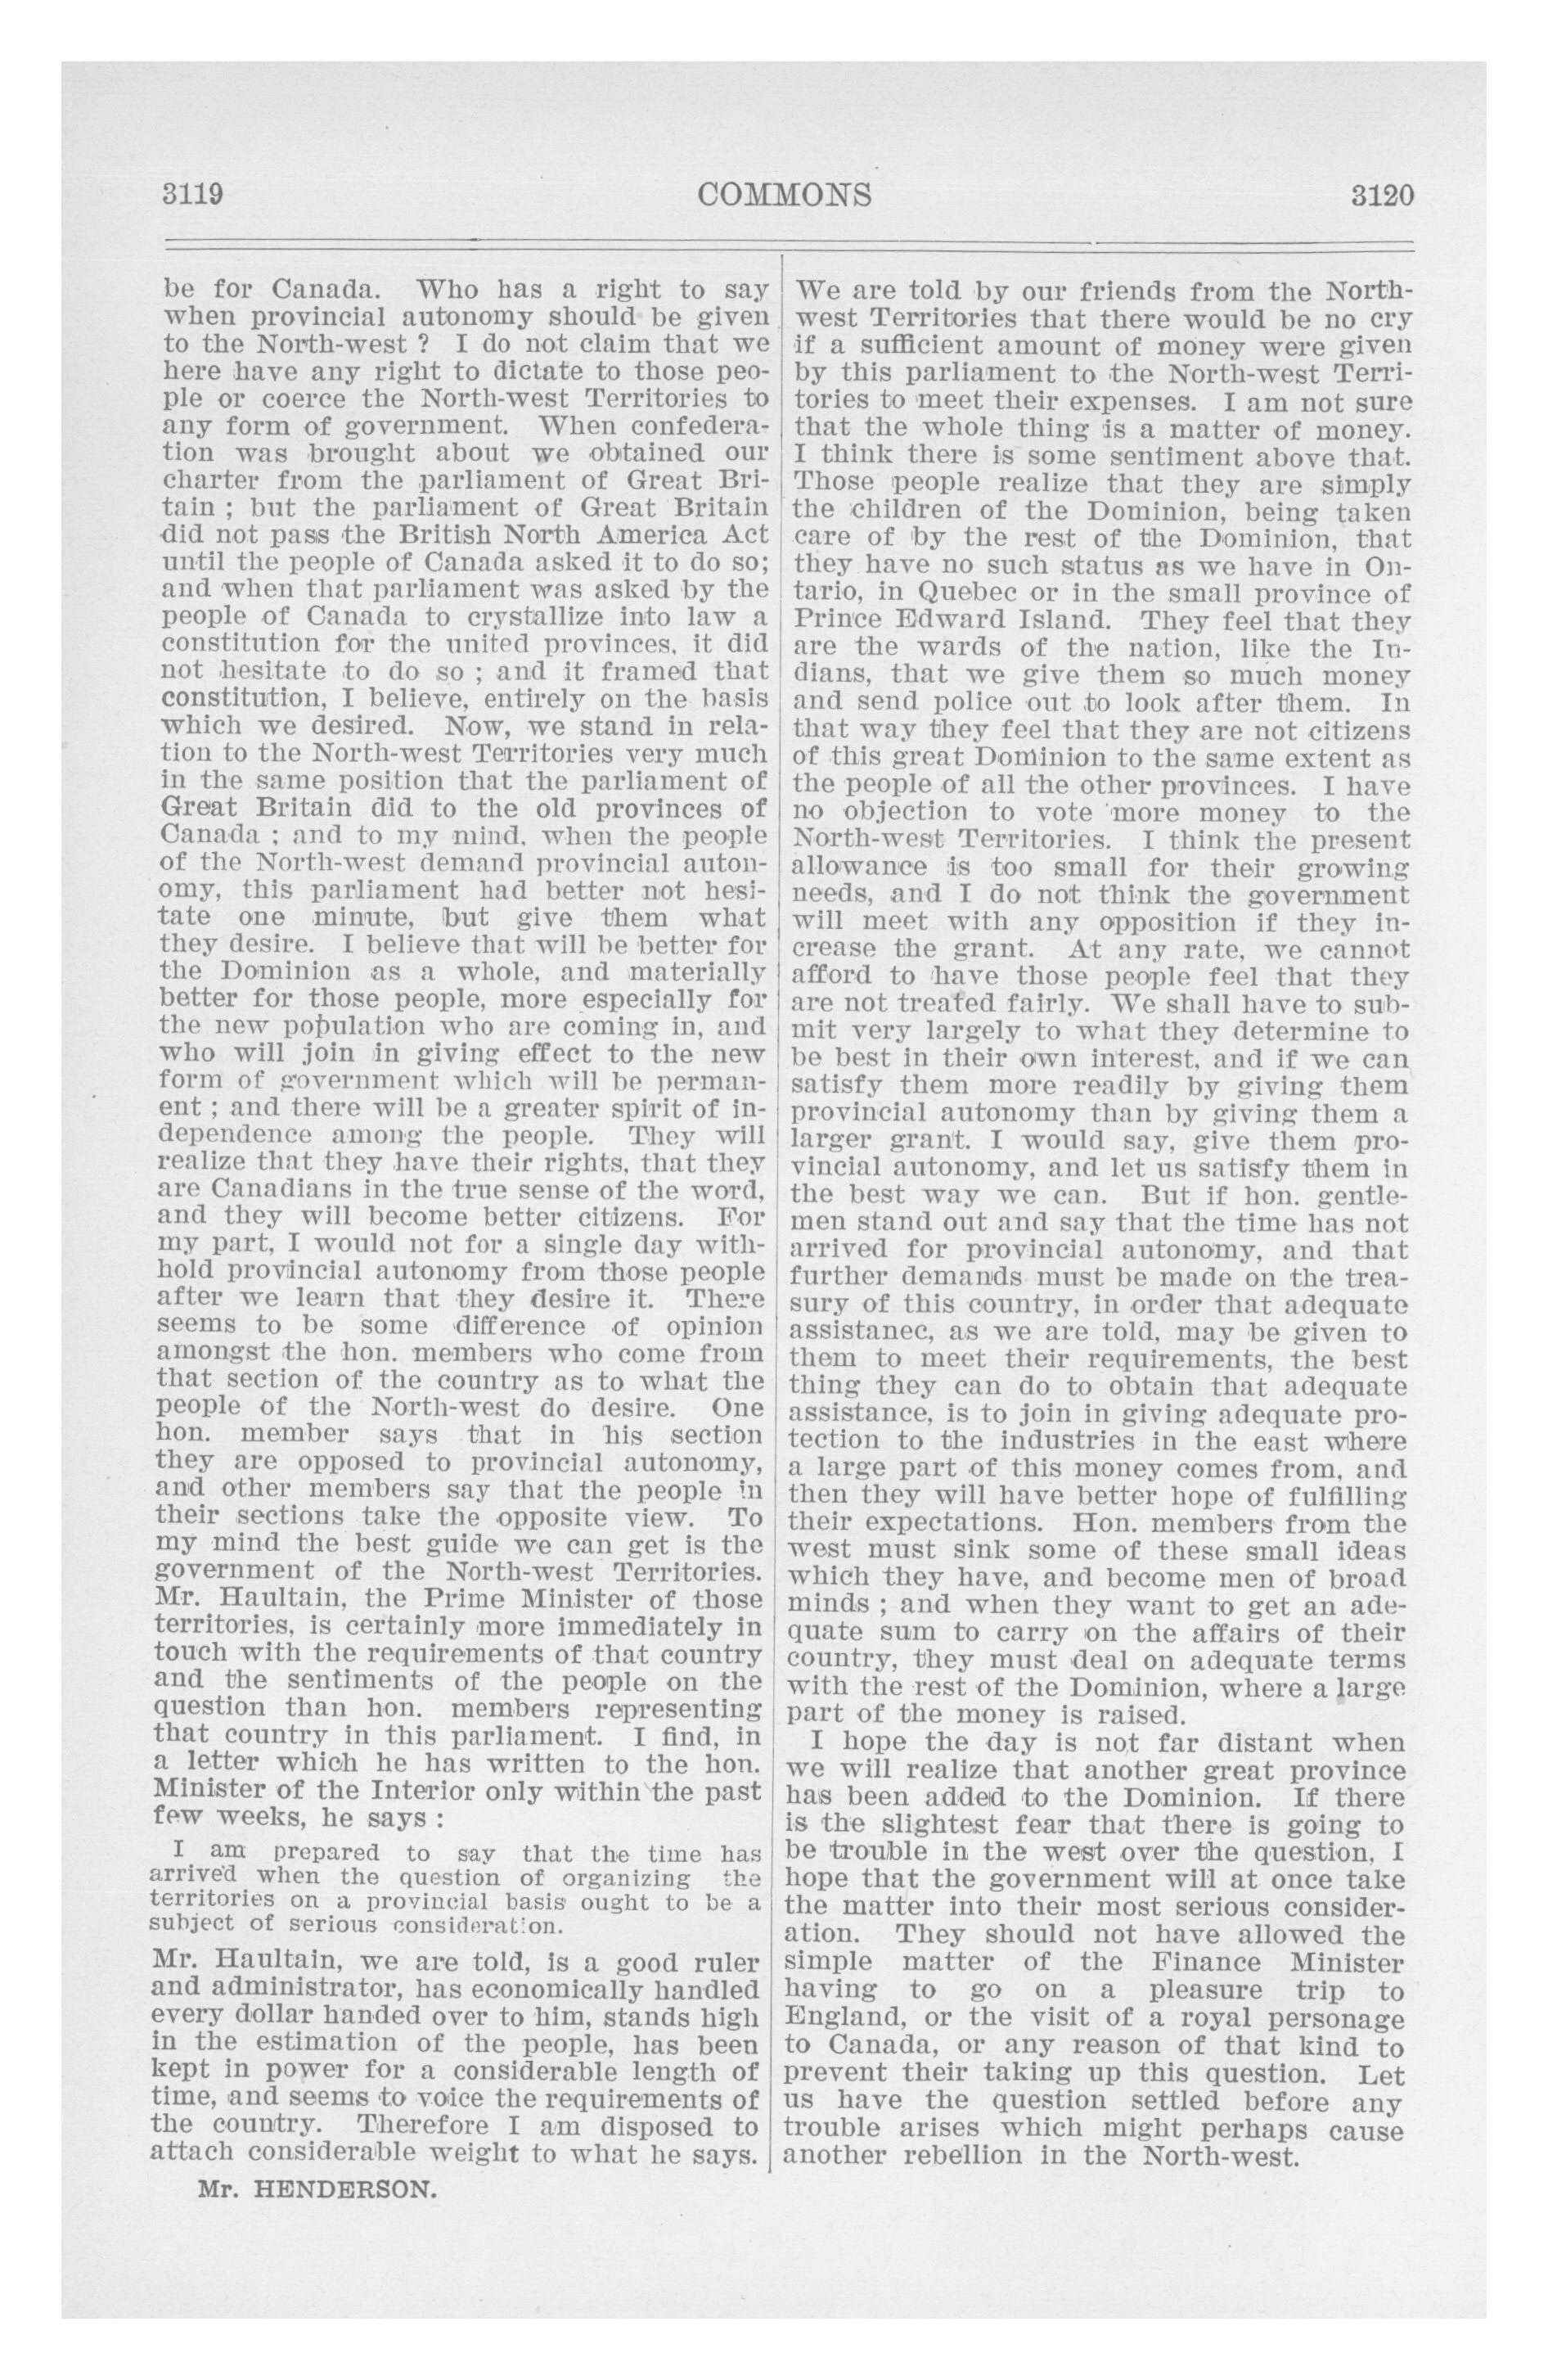 3119 COMMONS 3120
be for Canada. Who has a right to say
when provincial autonomy should be given
to the North-west ? I do not claim that we
here have any right to dictate to those peo-
ple or coerce the North-west Territories to
any form of government. When confedera-
tion was brought about we obtained our
charter from the parliament of Great Bri-
tain ; but the parliament of Great Britain
did not pass the British North America Act
until the people of Canada asked it to do so;
and when that parliament was asked by the
people of Canada to crystallize into law a
constitution for the united provinces, it did
not hesitate to do so ; and it framed that
constitution, I believe, entirely on the basis
which we desired. Now, we stand in rela-
tion to the North-west Territories very much
in the same position that the parliament of
Great Britain did to the old provinces of
Canada ; and to my mind, when the people
of the North-west demand provincial auton-
omy, this parliament had better not hesi-
tate one minute, but give them what
they desire. I believe that will be better for
the Dominion as a whole, and materially
better for those people, more especially for
the new population who are coming in, and
who will join in giving effect to the new
form of government which will be perman-
ent ; and there will be a greater spirit of in-
dependence among the people. They will
realize that they have their rights, that they
are Canadians in the true sense of the word,
and they will become better citizens. For
my part, I would not for a single day with-
hold provincial autonomy from those people
after we learn that they desire it. There
seems to be some difference of opinion
amongst the hon. members who come from
that section of the country as to what the
people of the North-west do desire. One
hon. member says that in his section
they are opposed to provincial autonomy,
and other members say that the people in
their sections take the opposite view. To
my mind the best guide we can get is the
government of the North-west Territories.
Mr. Haultain, the Prime Minister of those
territories, is certainly more immediately in
touch with the requirements of that country
and the sentiments of the people on the
question than hon. members representing
that country in this parliament. I find, in
a letter which he has written to the hon.
Minister of the Interior only within the past
few weeks, he says :
I am prepared to say that the time has
arrived when the question of organizing the
territories on a provincial basis ought to be a
subject of serious consideration.
Mr. Haultain, we are told, is a good ruler
and administrator, has economically handled
every dollar handed over to him, stands high
in the estimation of the people, has been
kept in power for a considerable length of
time, and seems to voice the requirements of
the country. Therefore I am disposed to
attach considerable weight to what he says.
Mr. HENDERSON.
We are told by our friends from the North-
west Territories that there would be no cry
if a sufficient amount of money were given
by this parliament to the North-west Terri-
tories to meet their expenses. I am not sure
that the whole thing is a matter of money.
I think there is some sentiment above that.
Those people realize that they are simply
the children of the Dominion, being taken
care of by the rest of the Dominion, that
they have no such status as we have in On-
tario, in Quebec or in the small province of
Prince Edward Island. They feel that they
are the wards of the nation, like the In-
dians, that we give them so much money
and send police out to look after them. In
that way they feel that they are not citizens
of this great Dominion to the same extent as
the people of all the other provinces. I have
no objection to vote more money to the
North-west Territories. I think the present
allowance is too small for their growing
needs, and I do not think the government
will meet with any opposition if they in-
crease the grant. At any rate, we cannot
afford to have those people feel that they
are not treated fairly. We shall have to sub-
mit very largely to what they determine to
be best in their own interest, and if we can
satisfy them more readily by giving them
provincial autonomy than by giving them a
larger grant. I would say, give them pro-
vincial autonomy, and let us satisfy them in
the best way we can. But if hon. gentle-
men stand out and say that the time has not
arrived for provincial autonomy, and that
further demands must be made on the trea-
sury of this country, in order that adequate
assistanec, as we are told, may be given to
them to meet their requirements, the best
thing they can do to obtain that adequate
assistance, is to join in giving adequate pro-
tection to the industries in the east where
a large part of this money comes from, and
then they will have better hope of fulfilling
their expectations. Hon. members from the
west must sink some of these small ideas
which they have, and become men of broad
minds ; and when they want to get an ade-
quate sum to carry on the affairs of their
country, they must deal on adequate terms
with the rest of the Dominion, where a large
part of the money is raised.
I hope the day is not far distant when
we will realize that another great province
has been added to the Dominion. If there
is the slightest fear that there is going to
be trouble in the west over the question, I
hope that the government will at once take
the matter into their most serious consider-
ation. They should not have allowed the
simple matter of the Finance Minister
having to go on a pleasure trip to
England, or the visit of a royal personage
to Canada, or any reason of that kind to
prevent their taking up this question. Let
us have the question settled before any
trouble arises which might perhaps cause
another rebellion in the North-west.